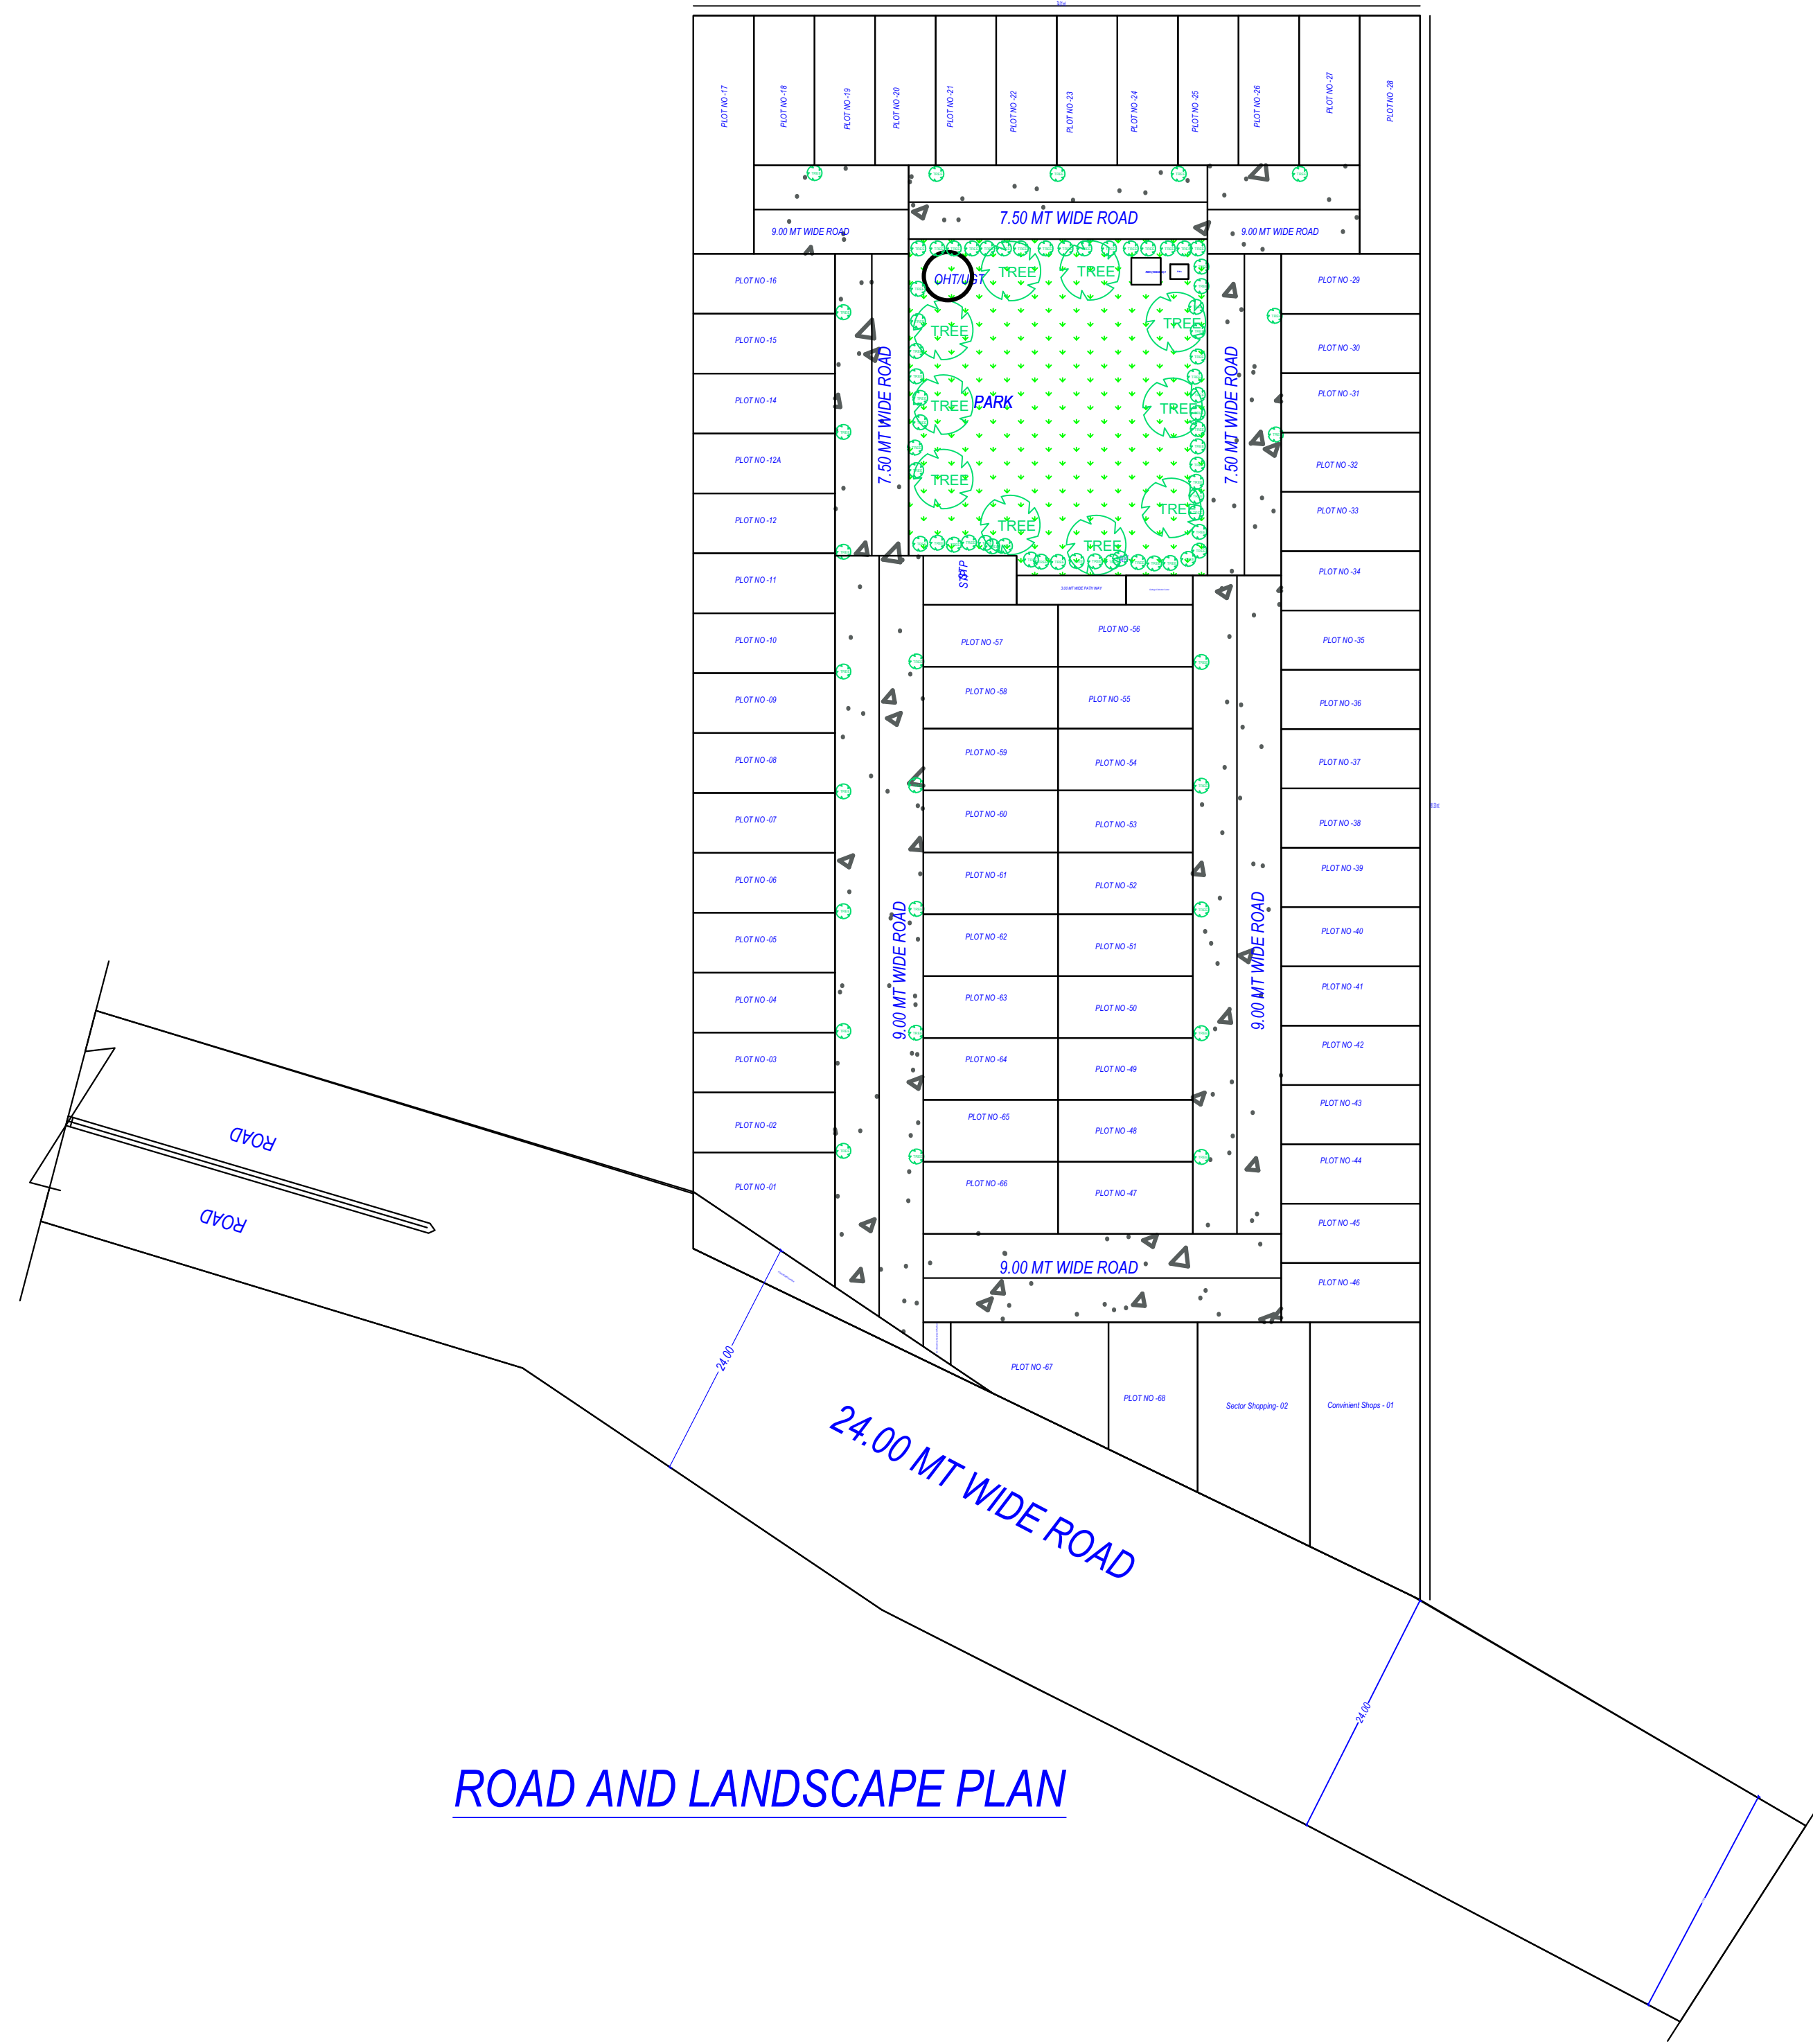 PLOT NO -17
PLOT NO -18
PLOT NO -19
PLOT NO -20
PLOT NO -21
PLOT NO -22
PLOT NO -23
PLOT NO -24
PLOT NO -25
PLOT NO -26
PLOT NO -27
PLOT NO -28
9.00 MT WIDE ROAD
7.50 MT WIDE ROAD
9.00 MT WIDE ROAD
PLOT NO -16
PLOT NO -15
PLOT NO -14
PLOT NO -12A
PLOT NO -12
PLOT NO -11
PLOT NO -10
PLOT NO -09
PLOT NO -08
PLOT NO -07
PLOT NO -06
PLOT NO -05
PLOT NO -04
PLOT NO -03
PLOT NO -02
PLOT NO -01
7.50 MT WIDE ROAD
9.00 MT WIDE ROAD
OHT/UGT
TREE
TREE
TREE
TREE
TREE
PARK
TREE
TREE
TREE
TREE
TREE
STP
3.00 MT WIDE PATHWAY
7.50 MT WIDE ROAD
9.00 MT WIDE ROAD
PLOT NO -57
PLOT NO -58
PLOT NO -59
PLOT NO -60
PLOT NO -61
PLOT NO -62
PLOT NO -63
PLOT NO -64
PLOT NO -65
PLOT NO -66
PLOT NO -56
PLOT NO -55
PLOT NO -54
PLOT NO -53
PLOT NO -52
PLOT NO -51
PLOT NO -50
PLOT NO -49
PLOT NO -48
PLOT NO -47
PLOT NO -29
PLOT NO -30
PLOT NO -31
PLOT NO -32
PLOT NO -33
PLOT NO -34
PLOT NO -35
PLOT NO -36
PLOT NO -37
PLOT NO -38
PLOT NO -39
PLOT NO -40
PLOT NO -41
PLOT NO -42
PLOT NO -43
PLOT NO -44
PLOT NO -45
PLOT NO -46
9.00 MT WIDE ROAD
PLOT NO -67
PLOT NO -68
Sector Shopping- 02
Convinient Shops - 01
ROAD
ROAD
24.00
24.00 MT WIDE ROAD
24.00
ROAD AND LANDSCAPE PLAN